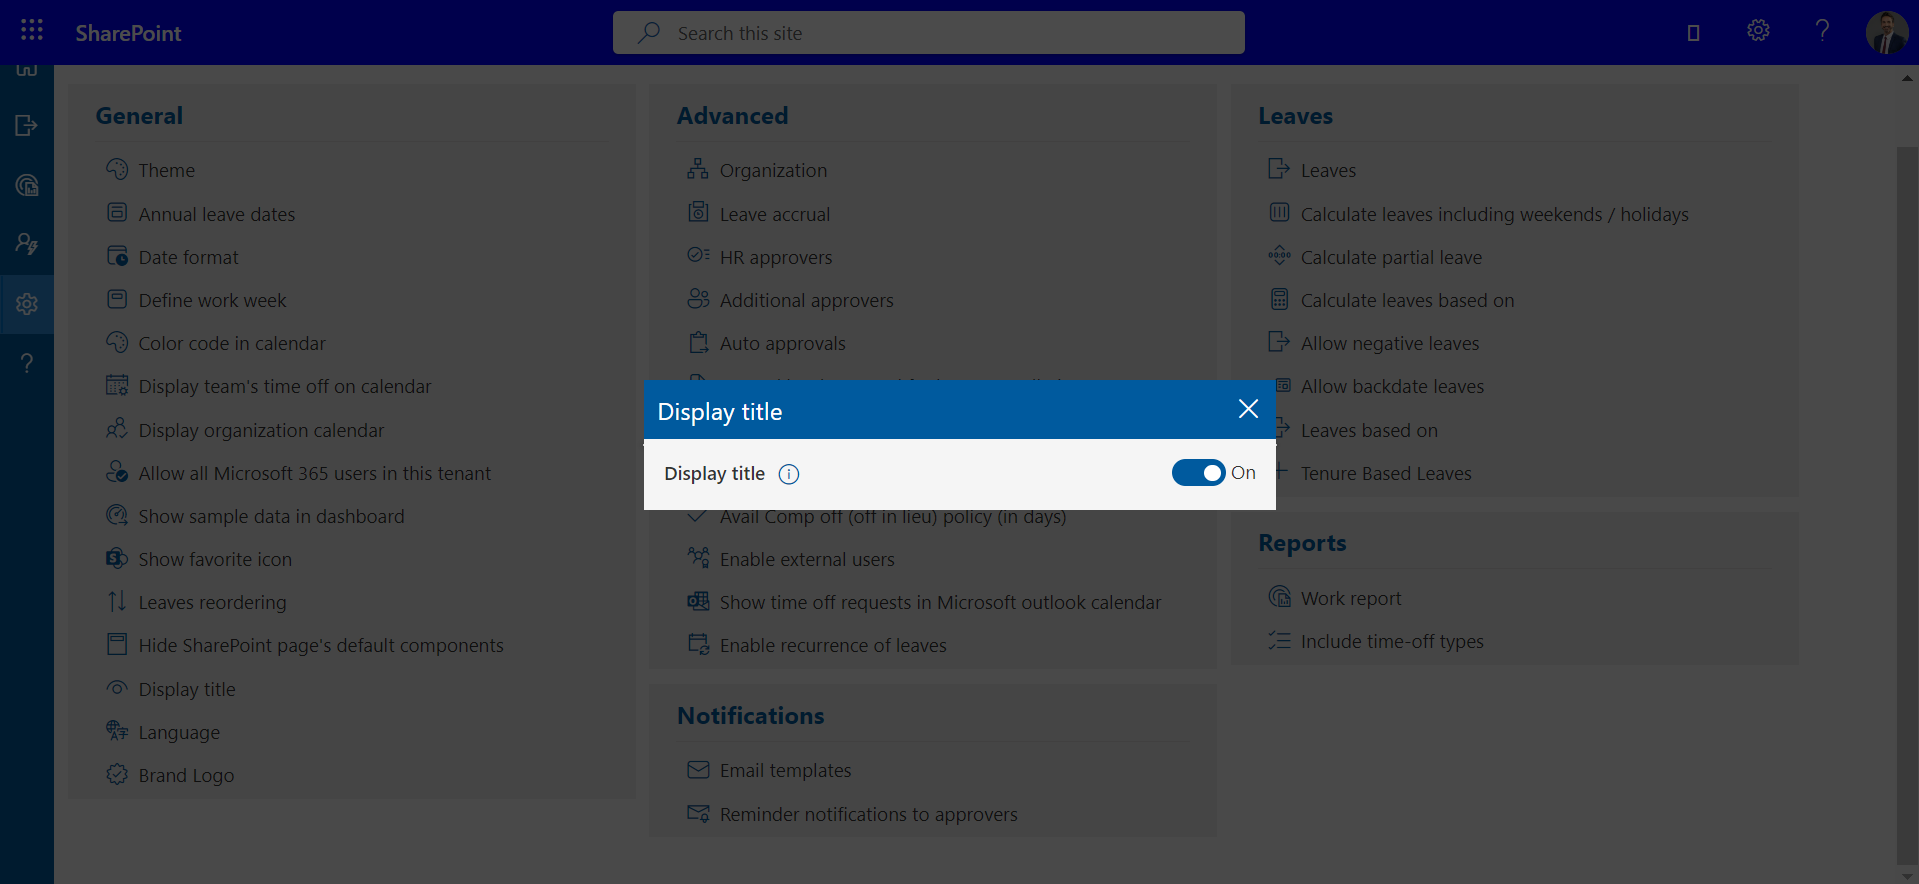 SharePoint
Search this site
General
Theme
Annual leave dates
Date format
Define work week
Color code in calendar
Display team's time off on calendar
Display organization calendar
Allow all Microsoft 365 users in this tenant
Show sample data in dashboard
Show favorite icon
Leaves reordering
Hide SharePoint page's default components
Display title
Language
Brand Logo
Advanced
Organization
Leave accrual
HR approvers
Additional approvers
Auto approvals
Display title
Display title
On
Avail Comp off (off in lieu) policy (in days)
Enable external users
Show time off requests in Microsoft outlook calendar
Enable recurrence of leaves
Notifications
Email templates
Reminder notifications to approvers
Leaves
Leaves
Calculate leaves including weekends / holidays
Calculate partial leave
Calculate leaves based on
Allow negative leaves
Allow backdate leaves
Leaves based on
Tenure Based Leaves
Reports
Work report
Include time-off types